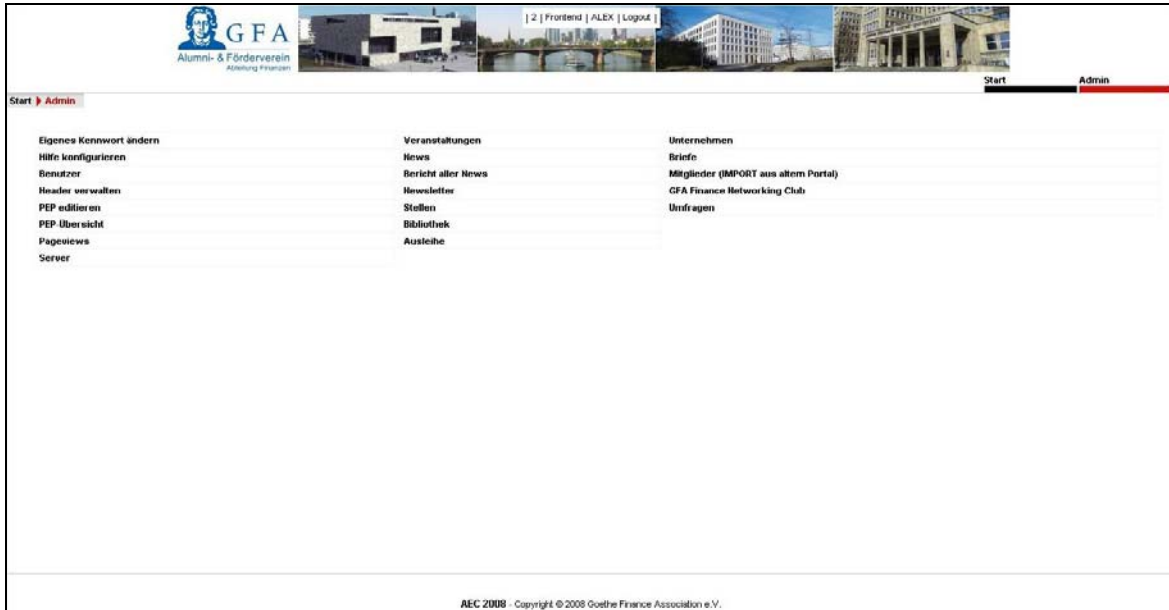 GFA
Alumni- & Förderverein
Abteilung Finanzen
| 2 | Frontend | ALEX | Logout |
Start Admin
Start Admin
Eigenes Kennwort ändern Veranstaltungen Unternehmen
Hilfe konfigurieren News Briefe
Benutzer Bericht aller News Mitglieder (IMPORT aus altem Portal)
Header verwalten Newsletter GFA Finance Networking Club
PEP editieren Stellen Umfragen
PEP-Übersicht Bibliothek
Pageviews Ausleihe
Server
AEC 2008 - Copyright © 2008 Goethe Finance Association e.V.